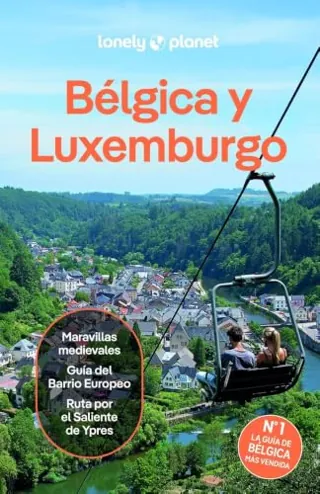 lonely planet
Bélgica y
Luxemburgo
Maravillas
medievales
Guía del
Barrio Europeo
Ruta por
el Saliente
de Ypres
Nº1
LA GUÍA DE
BÉLGICA
MÁS VENDIDA